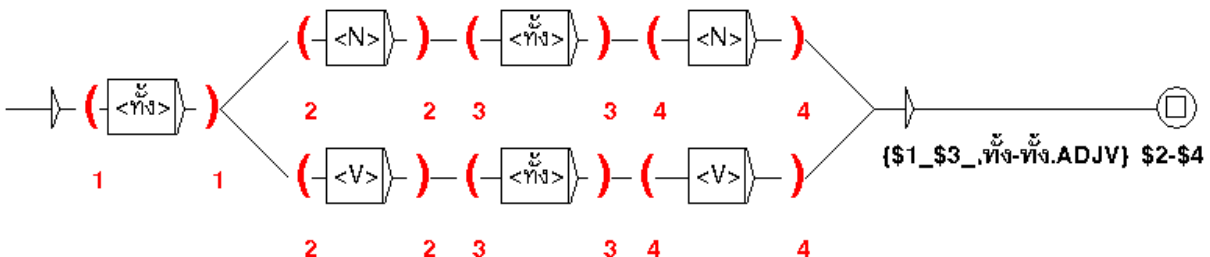 ( <N> ) ( <ทั้ง> ) ( <N> )
( <ทั้ง> )
2 2 3 3 4 4
{$1_$3_,ทั้ง-ทั้ง.ADJV} $2-$4
1 1
( <V> ) ( <ทั้ง> ) ( <V> )
2 2 3 3 4 4